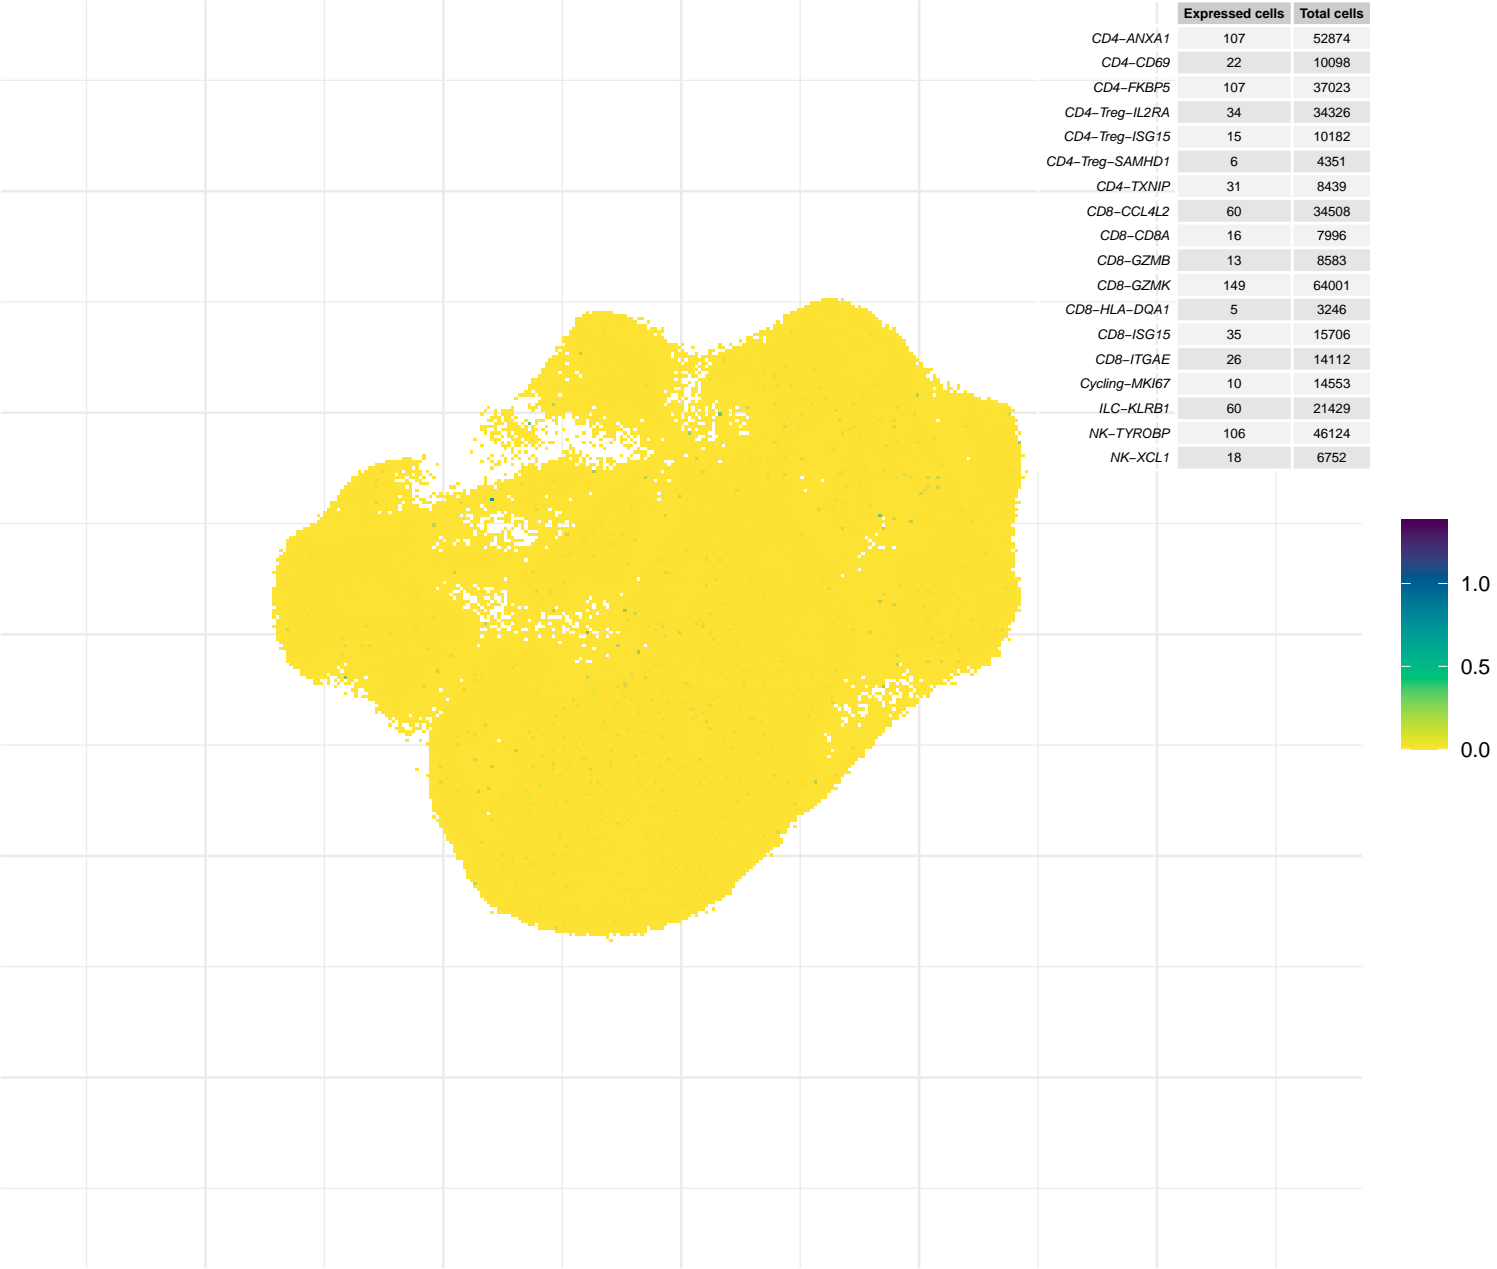 Expressed cells Total cells
CD4−ANXA1 107 52874
CD4−CD69 22 10098
CD4−FKBP5 107 37023
CD4−Treg−IL2RA 34 34326
CD4−Treg−ISG15 15 10182
CD4−Treg−SAMHD1 6 4351
CD4−TXNIP 31 8439
CD8−CCL4L2 60 34508
CD8−CD8A 16 7996
CD8−GZMB 13 8583
CD8−GZMK 149 64001
CD8−HLA−DQA1 5 3246
CD8−ISG15 35 15706
CD8−ITGAE 26 14112
Cycling−MKI67 10 14553
ILC−KLRB1 60 21429
NK−TYROBP 106 46124
NK−XCL1 18 6752
1.0
0.5
0.0